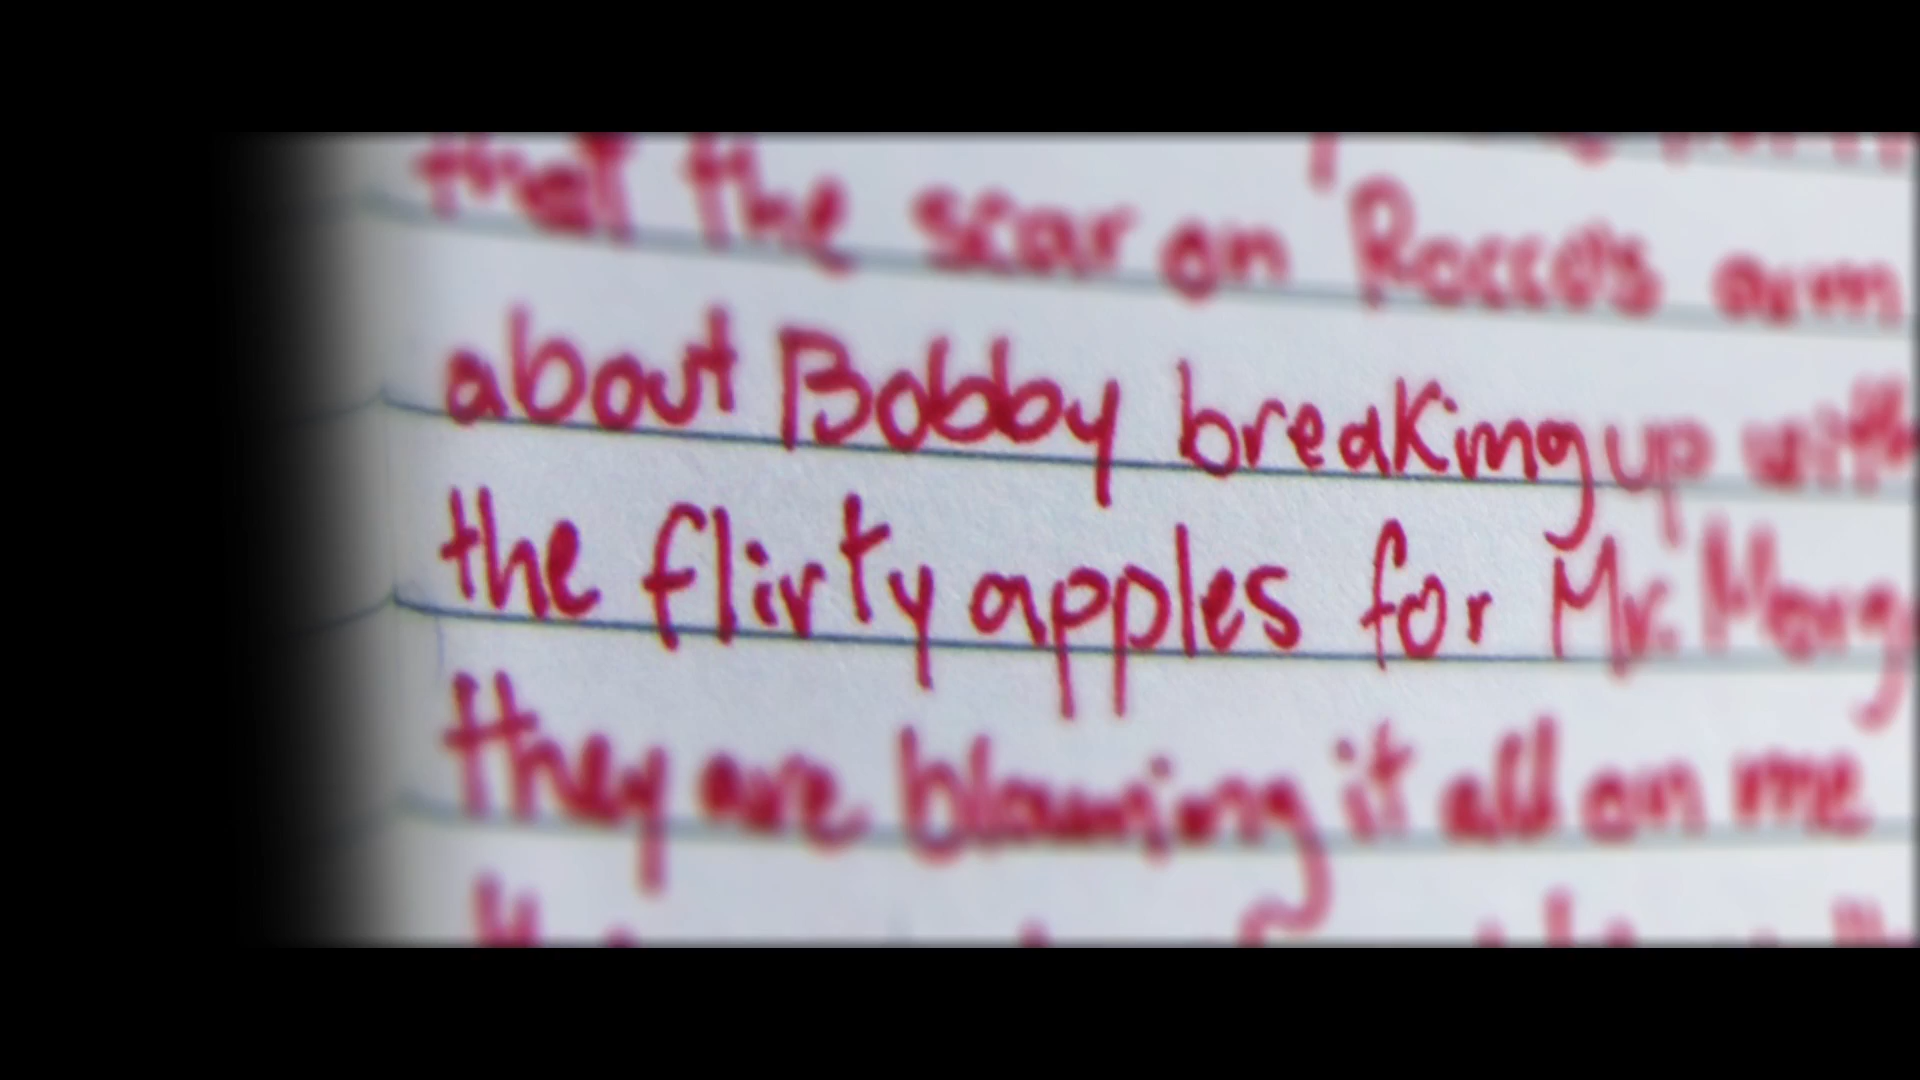 that the scar on Rocco's arm
about Bobby breaking up with
the flirty apples for Mr.
they are blaming it all on me